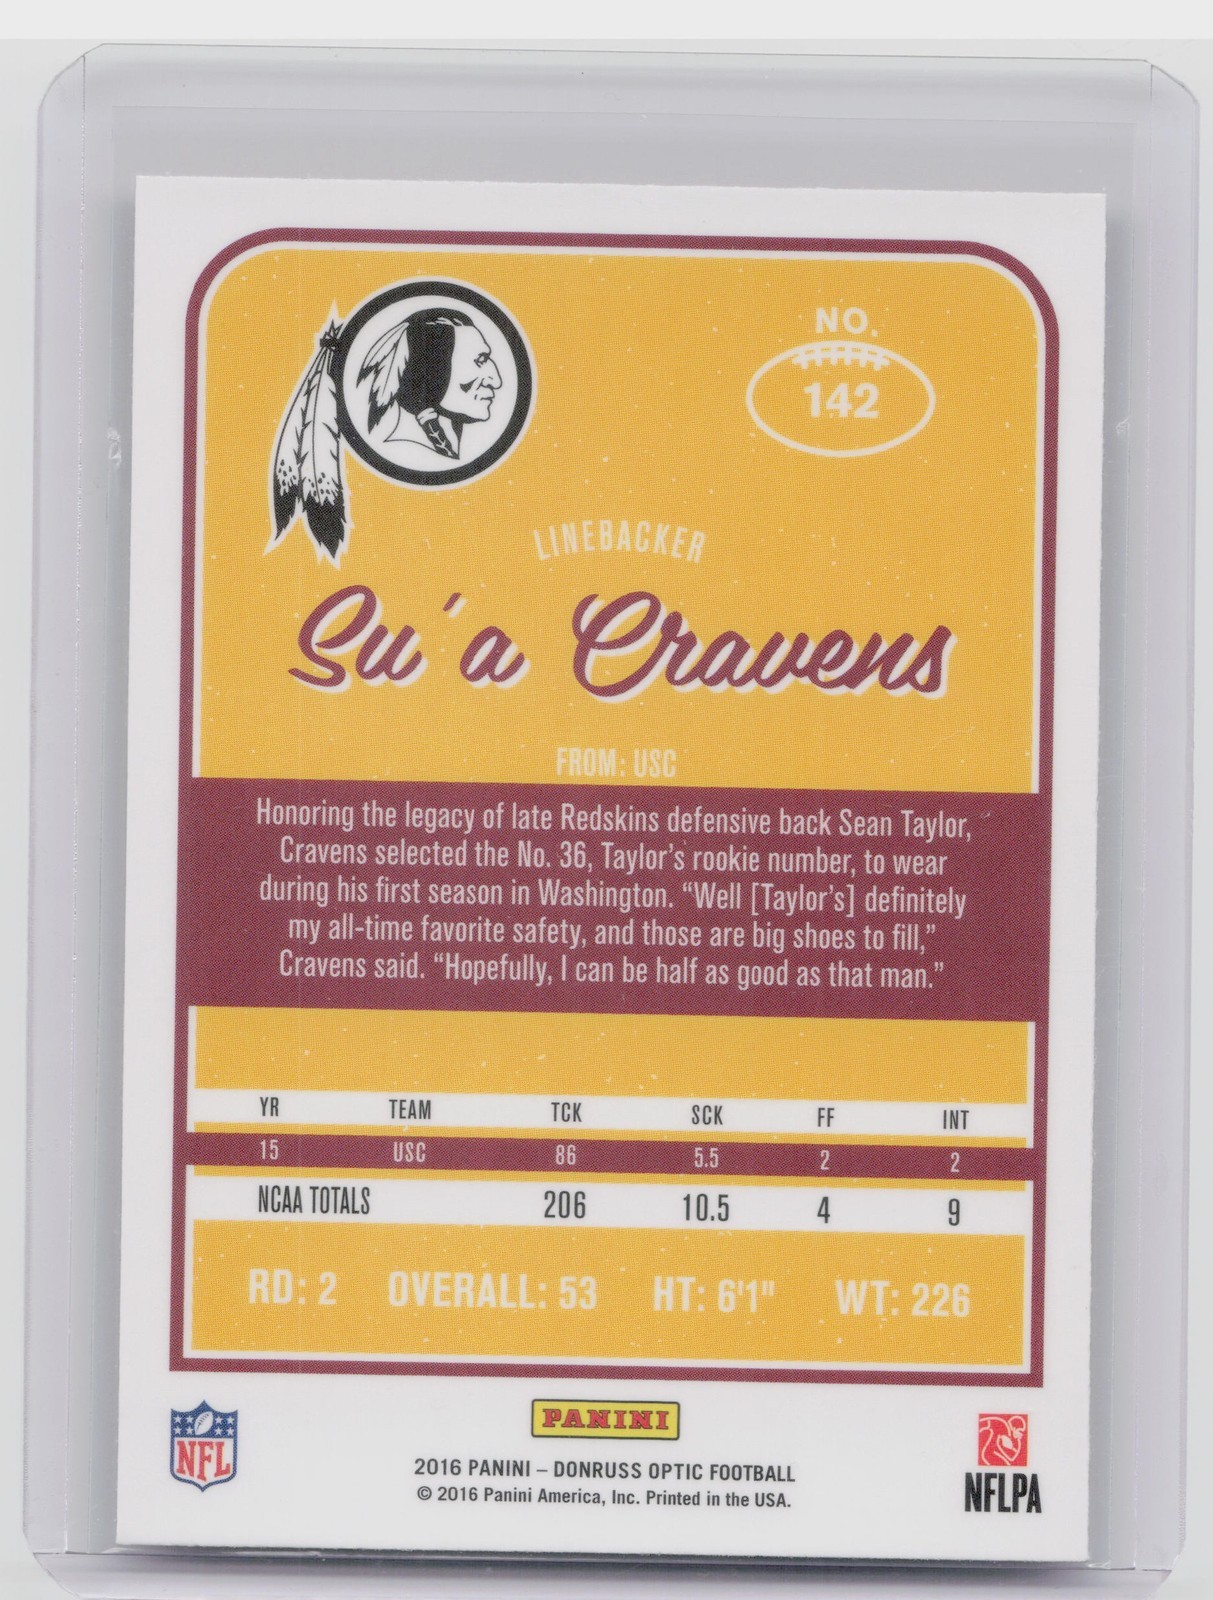 NO.
142
LINEBACKER
Su'a Cravens
FROM: USC
Honoring the legacy of late Redskins defensive back Sean Taylor,
Cravens selected the No. 36, Taylor's rookie number, to wear
during his first season in Washington. “Well [Taylor's] definitely
my all-time favorite safety, and those are big shoes to fill,”
Cravens said. “Hopefully, I can be half as good as that man.”
YR TEAM TCK SCK FF INT
15 USC 86 5.5 2 2
NCAA TOTALS 206 10.5 4 9
RD: 2 OVERALL: 53 HT: 6'1" WT: 226
NFL
PANINI
2016 PANINI – DONRUSS OPTIC FOOTBALL
© 2016 Panini America, Inc. Printed in the USA.
NFLPA